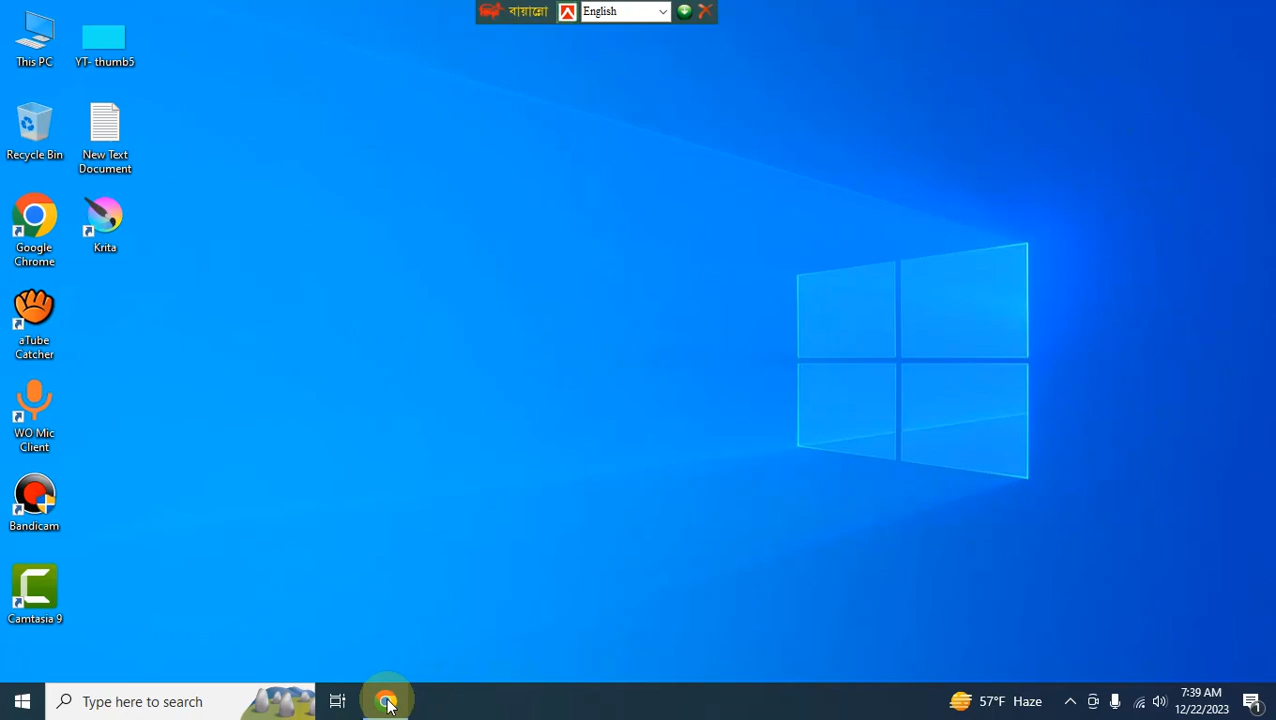 বায়ান্নো
English
This PC
YT- thumb5
Recycle Bin
New Text
Document
Google
Chrome
Krita
aTube
Catcher
WO Mic
Client
Bandicam
Camtasia 9
Type here to search
57°F Haze
7:39 AM
12/22/2023
1